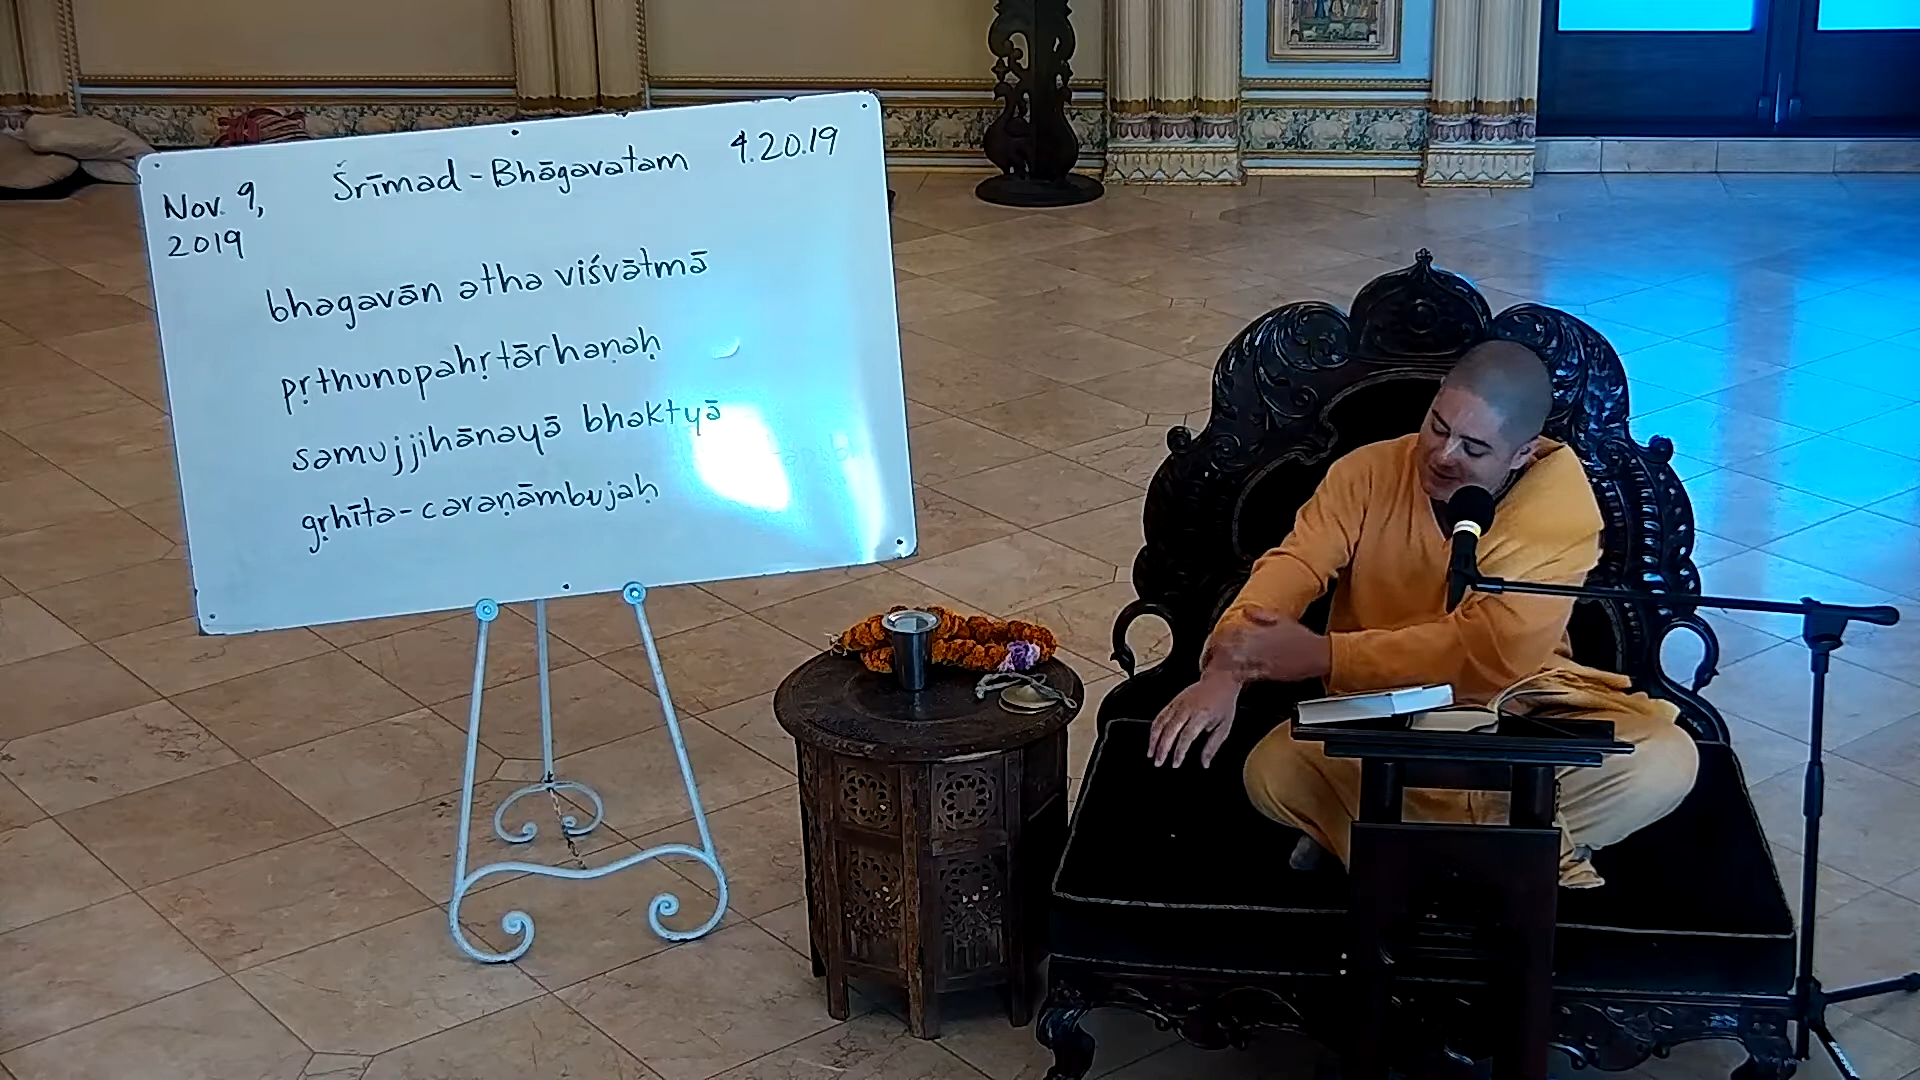 Nov. 9, 2019
Śrīmad-Bhāgavatam 4.20.19
bhagavān atha viśvātmā
pṛthunopahṛtārhaṇaḥ
samujjihānayā bhaktyā
gṛhīta-caraṇāmbujaḥ